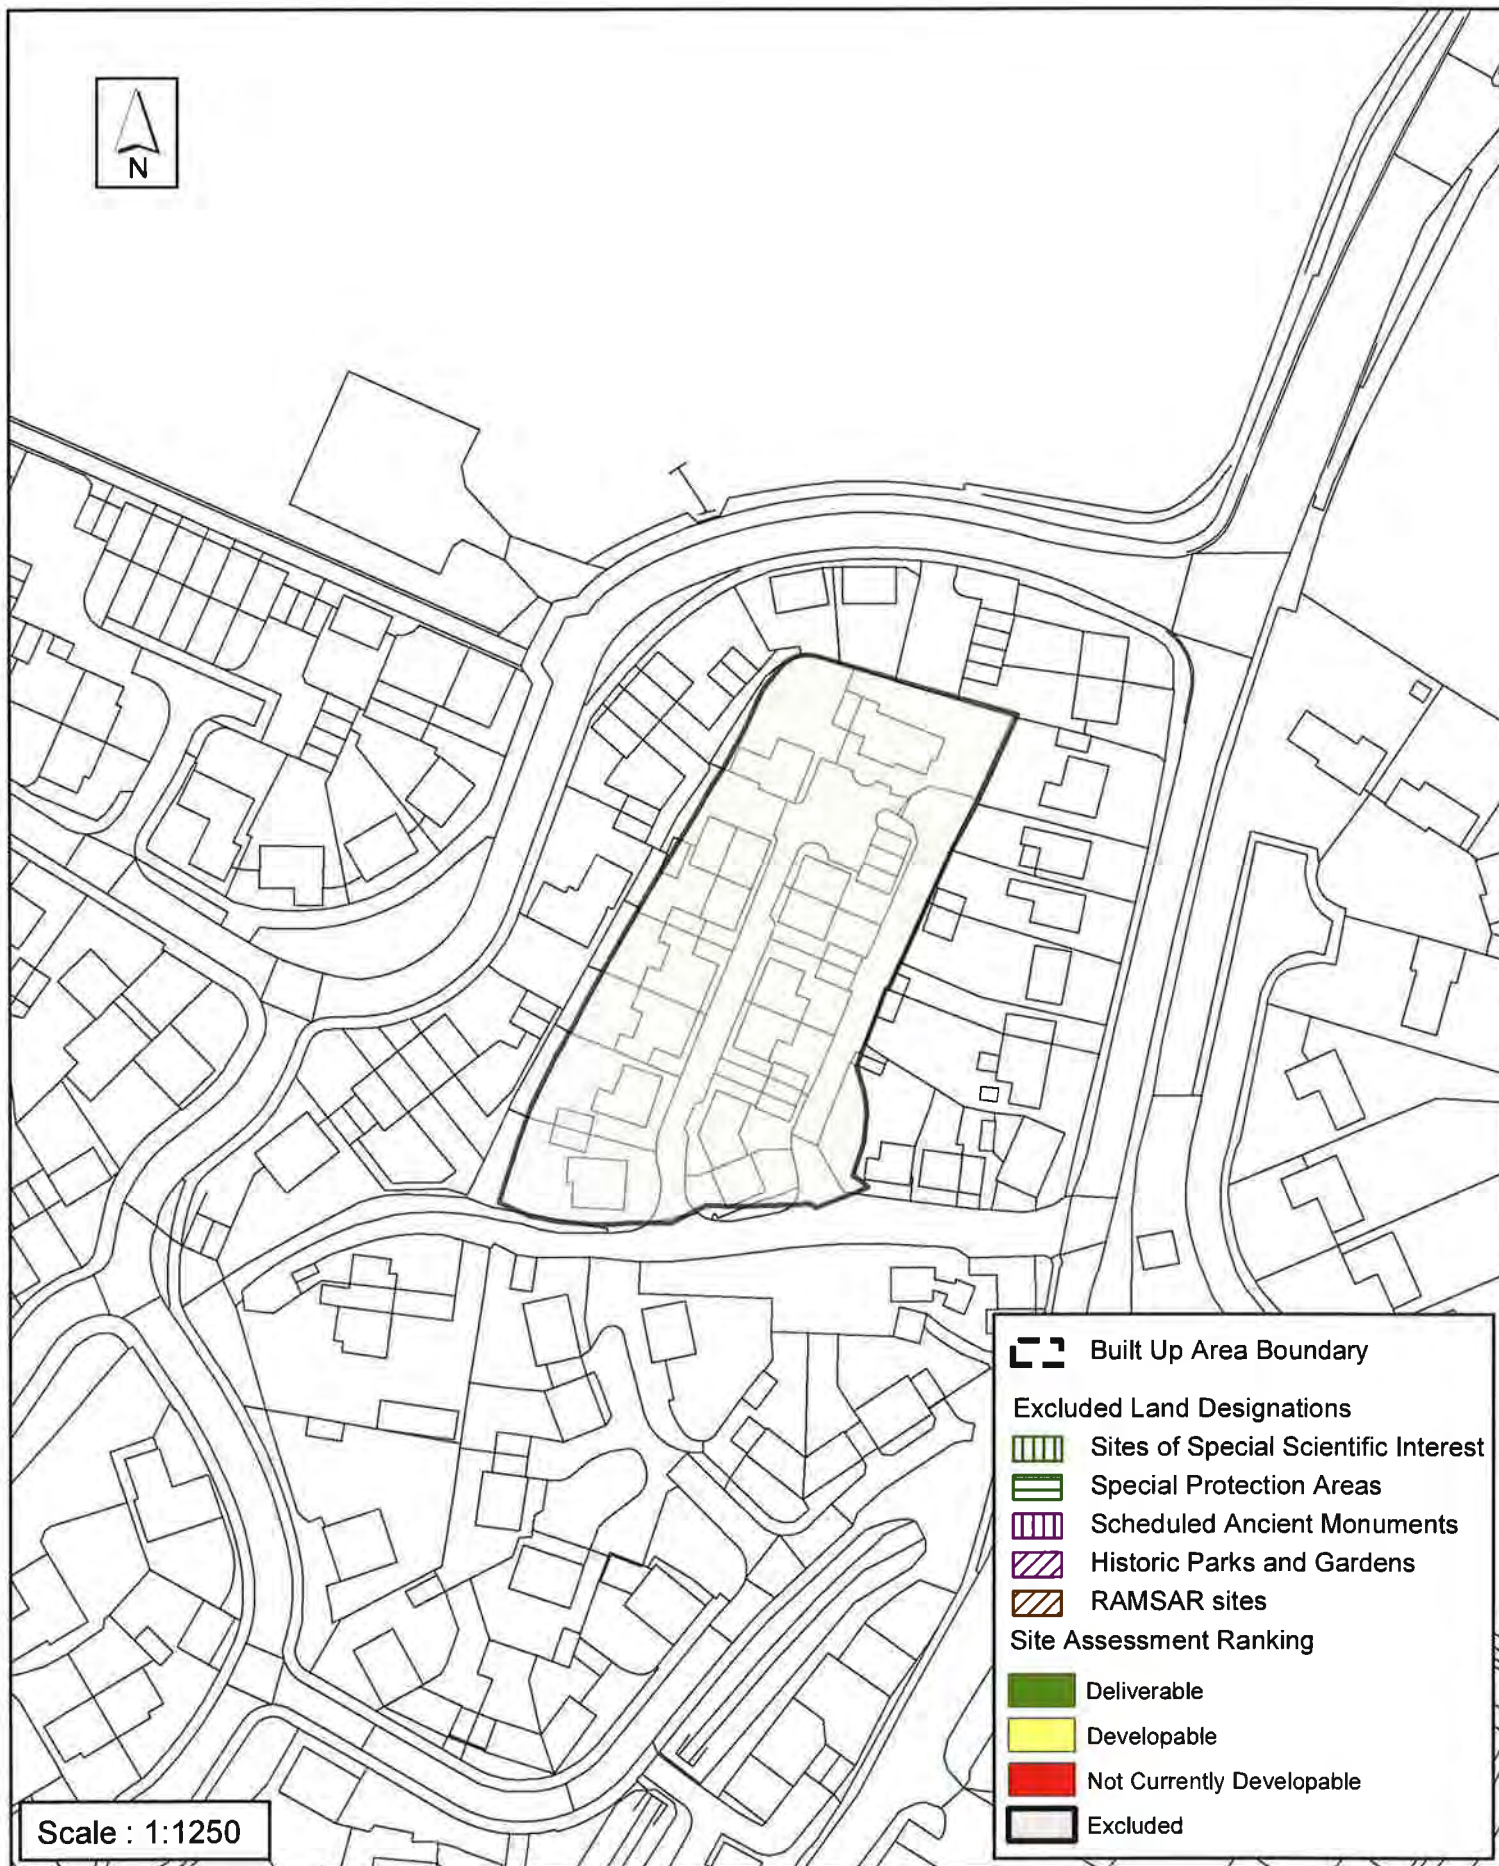 N
Built Up Area Boundary
Excluded Land Designations
Sites of Special Scientific Interest
Special Protection Areas
Scheduled Ancient Monuments
Historic Parks and Gardens
RAMSAR sites
Site Assessment Ranking
Deliverable
Developable
Not Currently Developable
Excluded
Scale : 1:1250